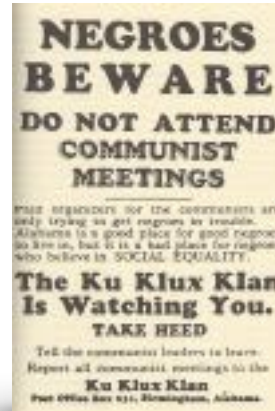 NEGROES
BEWARE
DO NOT ATTEND
COMMUNIST
MEETINGS
Paid organizers for the communists are
only trying to get negroes in trouble.
Alabama is a good place for good negroes
to live in, but it is a bad place for negroes
who believe in SOCIAL EQUALITY.
The Ku Klux Klan
Is Watching You.
TAKE HEED
Tell the communist leaders to leave.
Report all communist meetings to the
Ku Klux Klan
Post Office Box 651, Birmingham, Alabama.